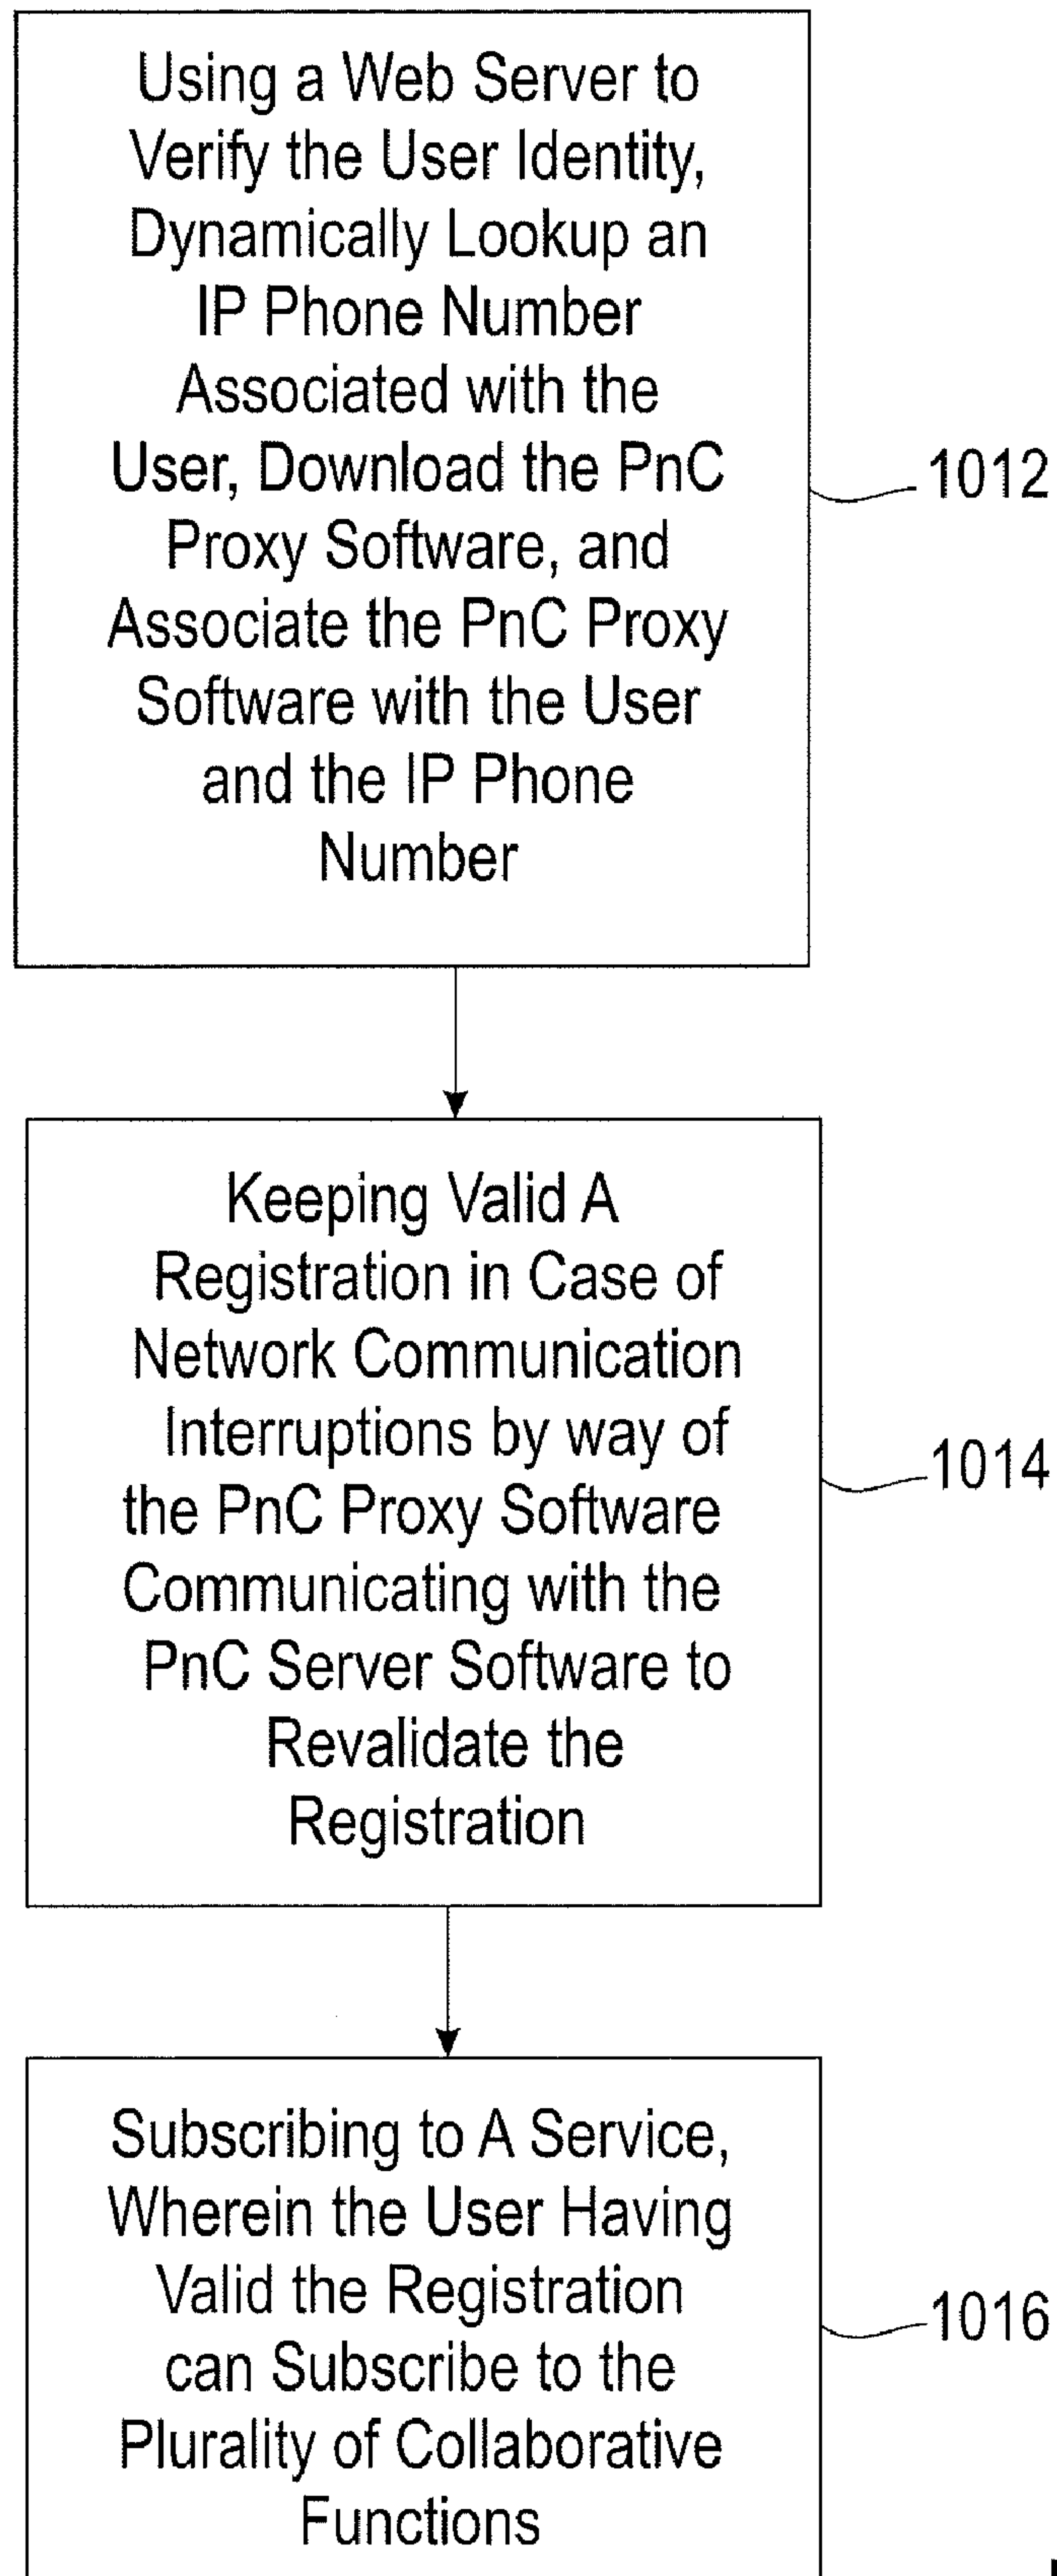 Using a Web Server to
Verify the User Identity,
Dynamically Lookup an
IP Phone Number
Associated with the
User, Download the PnC
Proxy Software, and
Associate the PnC Proxy
Software with the User
and the IP Phone
Number
1012
Keeping Valid A
Registration in Case of
Network Communication
Interruptions by way of
the PnC Proxy Software
Communicating with the
PnC Server Software to
Revalidate the
Registration
1014
Subscribing to A Service,
Wherein the User Having
Valid the Registration
can Subscribe to the
Plurality of Collaborative
Functions
1016